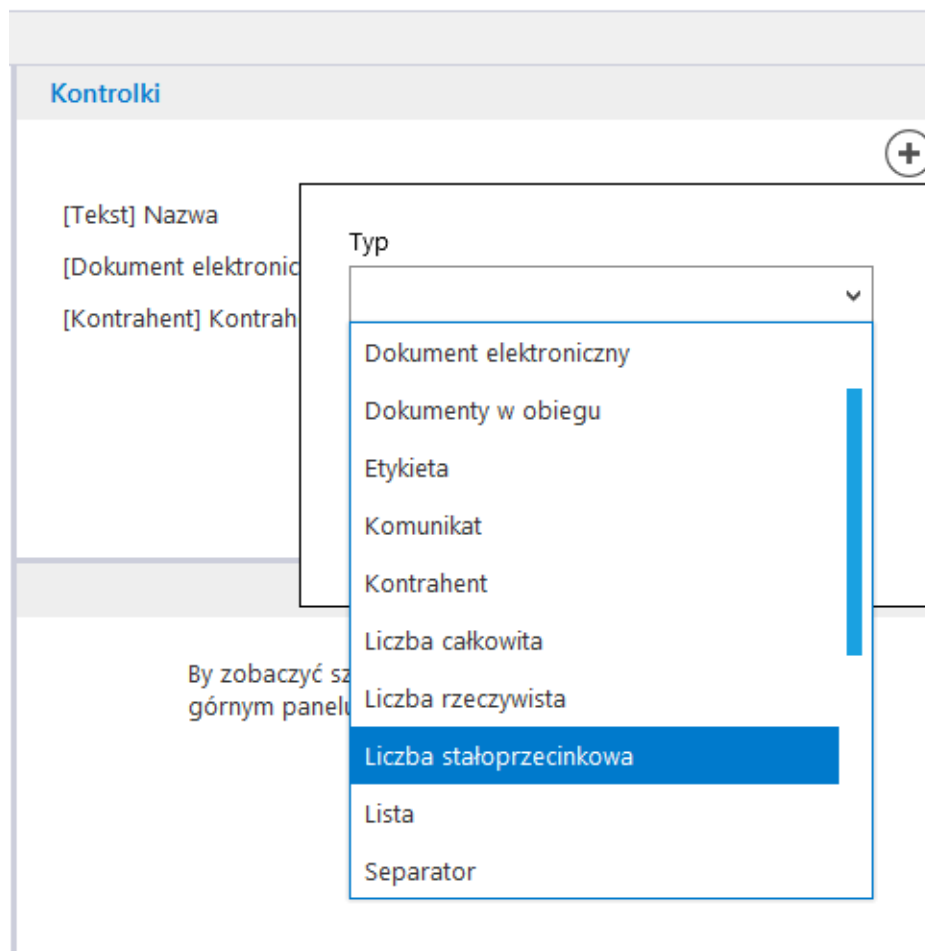 Kontrolki
[Tekst] Nazwa
[Dokument elektronic
[Kontrahent] Kontrah
Typ
Dokument elektroniczny
Dokumenty w obiegu
Etykieta
Komunikat
Kontrahent
Liczba całkowita
Liczba rzeczywista
Liczba stałoprzecinkowa
Lista
Separator
By zobaczyć sz
górnym panelu